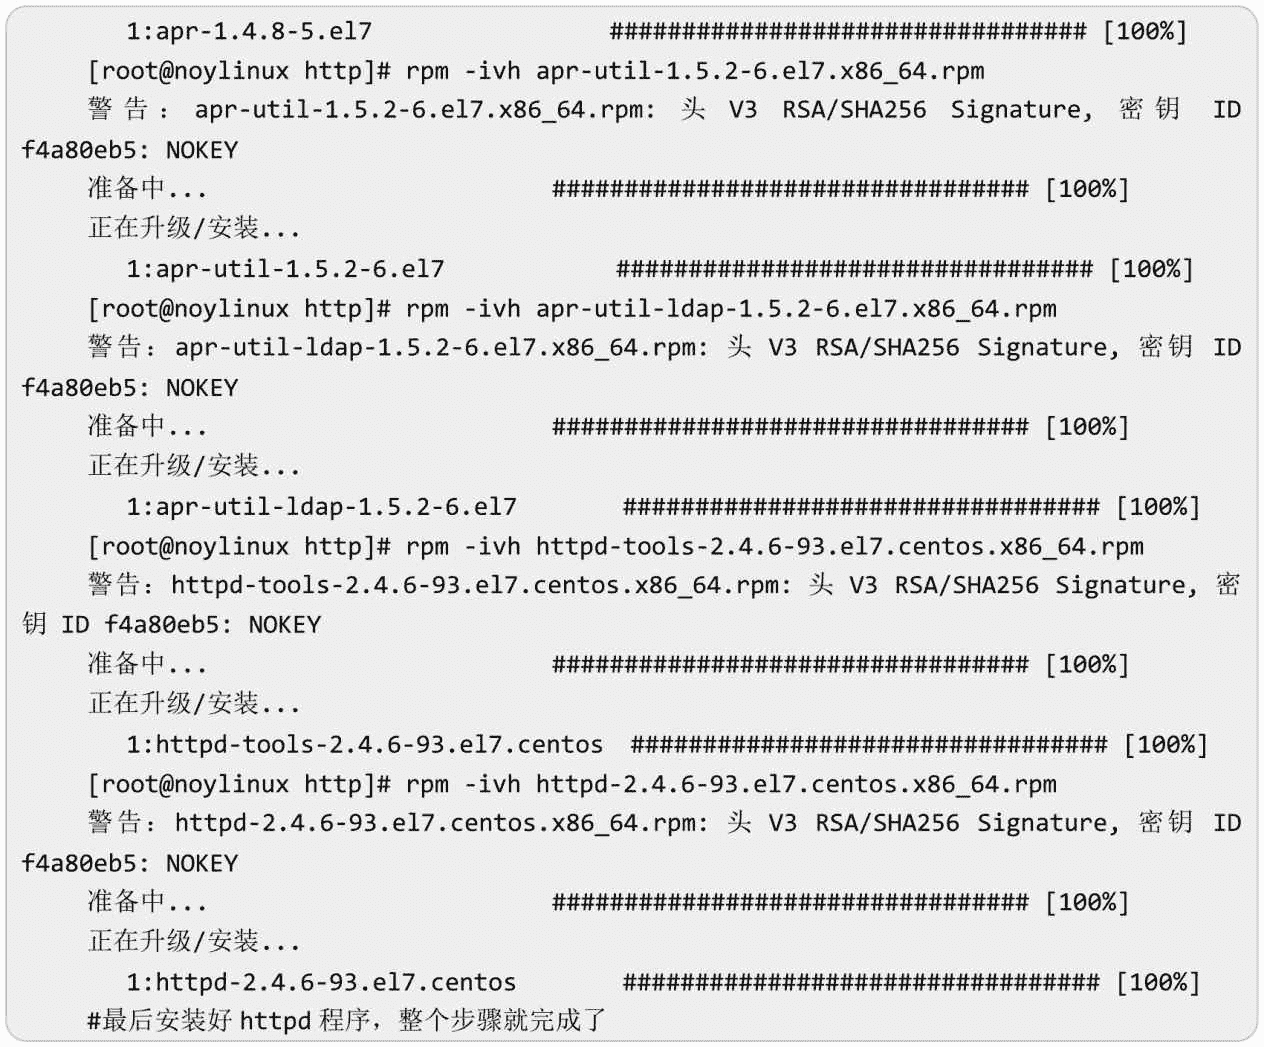 1:apr-1.4.8-5.el7 ################################# [100%]
[root@noylinux http]# rpm -ivh apr-util-1.5.2-6.el7.x86_64.rpm
警告：apr-util-1.5.2-6.el7.x86_64.rpm: 头 V3 RSA/SHA256 Signature, 密钥 ID
f4a80eb5: NOKEY
准备中... ################################# [100%]
正在升级/安装...
1:apr-util-1.5.2-6.el7 ################################# [100%]
[root@noylinux http]# rpm -ivh apr-util-ldap-1.5.2-6.el7.x86_64.rpm
警告：apr-util-ldap-1.5.2-6.el7.x86_64.rpm: 头 V3 RSA/SHA256 Signature, 密钥 ID
f4a80eb5: NOKEY
准备中... ################################# [100%]
正在升级/安装...
1:apr-util-ldap-1.5.2-6.el7 ################################# [100%]
[root@noylinux http]# rpm -ivh httpd-tools-2.4.6-93.el7.centos.x86_64.rpm
警告：httpd-tools-2.4.6-93.el7.centos.x86_64.rpm: 头 V3 RSA/SHA256 Signature, 密
钥 ID f4a80eb5: NOKEY
准备中... ################################# [100%]
正在升级/安装...
1:httpd-tools-2.4.6-93.el7.centos ################################# [100%]
[root@noylinux http]# rpm -ivh httpd-2.4.6-93.el7.centos.x86_64.rpm
警告：httpd-2.4.6-93.el7.centos.x86_64.rpm: 头 V3 RSA/SHA256 Signature, 密钥 ID
f4a80eb5: NOKEY
准备中... ################################# [100%]
正在升级/安装...
1:httpd-2.4.6-93.el7.centos ################################# [100%]
#最后安装好 httpd 程序，整个步骤就完成了